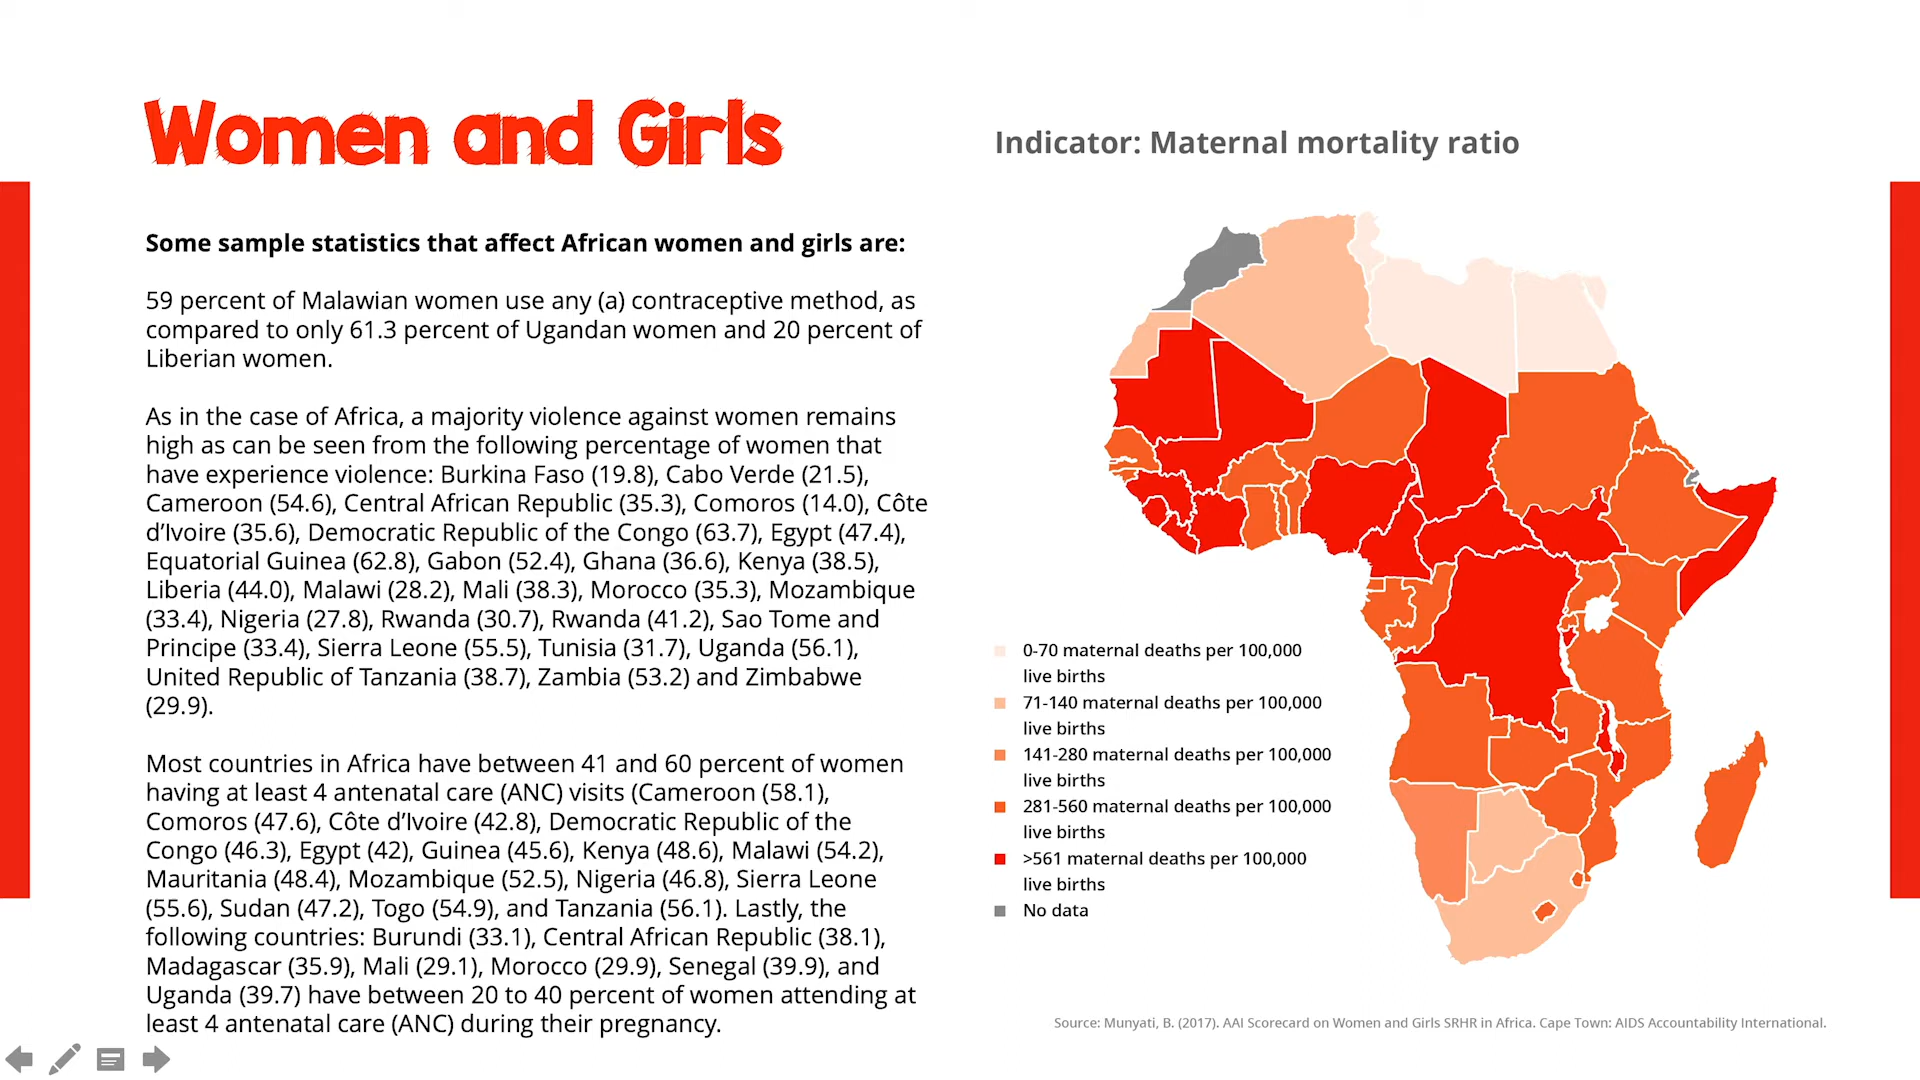 Women and Girls
Some sample statistics that affect African women and girls are:
59 percent of Malawian women use any (a) contraceptive method, as
compared to only 61.3 percent of Ugandan women and 20 percent of
Liberian women.
As in the case of Africa, a majority violence against women remains
high as can be seen from the following percentage of women that
have experience violence: Burkina Faso (19.8), Cabo Verde (21.5),
Cameroon (54.6), Central African Republic (35.3), Comoros (14.0), Côte
d’Ivoire (35.6), Democratic Republic of the Congo (63.7), Egypt (47.4),
Equatorial Guinea (62.8), Gabon (52.4), Ghana (36.6), Kenya (38.5),
Liberia (44.0), Malawi (28.2), Mali (38.3), Morocco (35.3), Mozambique
(33.4), Nigeria (27.8), Rwanda (30.7), Rwanda (41.2), Sao Tome and
Principe (33.4), Sierra Leone (55.5), Tunisia (31.7), Uganda (56.1),
United Republic of Tanzania (38.7), Zambia (53.2) and Zimbabwe
(29.9).
Most countries in Africa have between 41 and 60 percent of women
having at least 4 antenatal care (ANC) visits (Cameroon (58.1),
Comoros (47.6), Côte d’Ivoire (42.8), Democratic Republic of the
Congo (46.3), Egypt (42), Guinea (45.6), Kenya (48.6), Malawi (54.2),
Mauritania (48.4), Mozambique (52.5), Nigeria (46.8), Sierra Leone
(55.6), Sudan (47.2), Togo (54.9), and Tanzania (56.1). Lastly, the
following countries: Burundi (33.1), Central African Republic (38.1),
Madagascar (35.9), Mali (29.1), Morocco (29.9), Senegal (39.9), and
Uganda (39.7) have between 20 to 40 percent of women attending at
least 4 antenatal care (ANC) during their pregnancy.
Indicator: Maternal mortality ratio
0-70 maternal deaths per 100,000
live births
71-140 maternal deaths per 100,000
live births
141-280 maternal deaths per 100,000
live births
281-560 maternal deaths per 100,000
live births
>561 maternal deaths per 100,000
live births
No data
Source: Munyati, B. (2017). AAI Scorecard on Women and Girls SRHR in Africa. Cape Town: AIDS Accountability International.